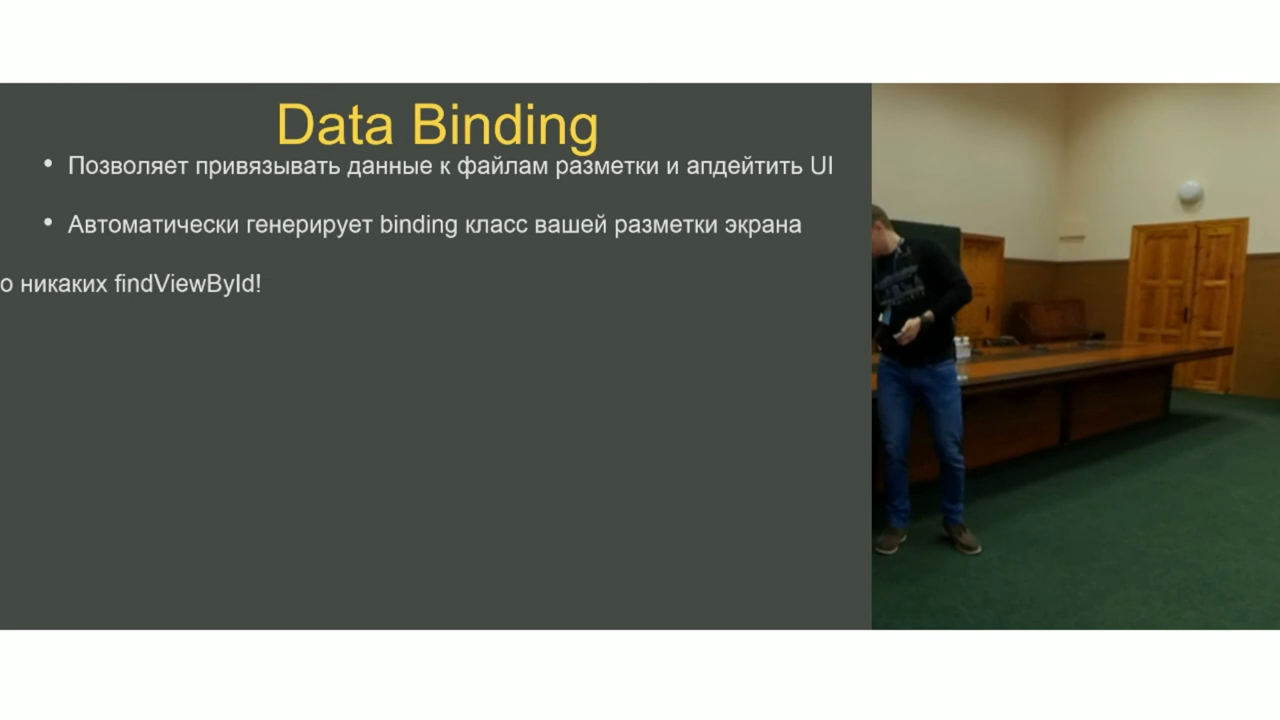 Data Binding
• Позволяет привязывать данные к файлам разметки и апдейтить UI
• Автоматически генерирует binding класс вашей разметки экрана
о никаких findViewById!